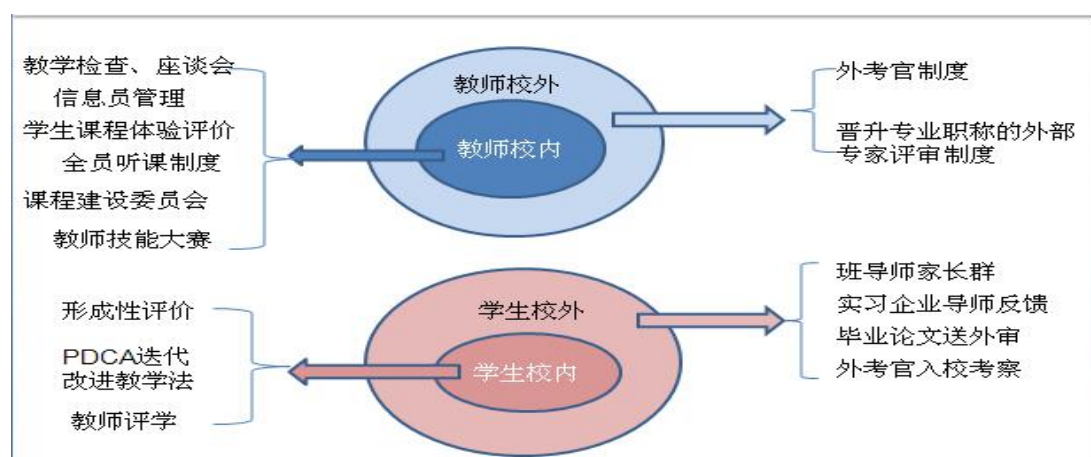 教学检查、座谈会
信息员管理
学生课程体验评价
全员听课制度
课程建设委员会
教师技能大赛
教师校外
教师校内
外考官制度
晋升专业职称的外部
专家评审制度
形成性评价
PDCA迭代
改进教学法
教师评学
学生校外
学生校内
班导师家长群
实习企业导师反馈
毕业论文送外审
外考官入校考察